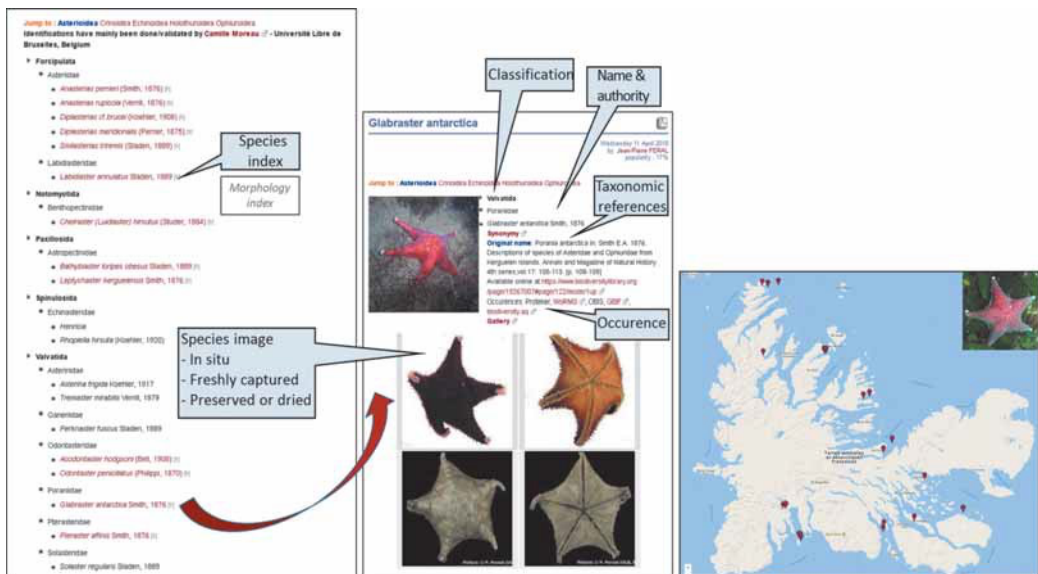 Jump to : Asterioidea Crinoidea Echinoidea Holothuroidea Ophiuroidea
Identifications have mainly been done/validated by Camille Moreau - Université Libre de
Bruxelles, Belgium
Forcipulata
Asteriidae
Anasterias perrieri (Smith, 1876)
Anasterias rupicola (Verrill, 1876)
Diplasterias cf. brucei (Koehler, 1908)
Diplasterias meridionalis (Perrier, 1875)
Smilasterias triremis (Sladen, 1889)
Labidiasteridae
Labidiaster annulatus Sladen, 1889
Notomyotida
Benthopectinidae
Cheiraster (Luidiaster) hirsutus (Studer, 1884)
Paxillosida
Astropectinidae
Bathybiaster loripes obesus Sladen, 1889
Leptychaster kerguelensis Smith, 1876
Spinulosida
Echinasteridae
Henricia
Rhopiella hirsuta (Koehler, 1920)
Valvatida
Asterinidae
Asterina frigida Koehler, 1917
Tremaster mirabilis Verrill, 1879
Ganeriidae
Perknaster fuscus Sladen, 1889
Odontasteridae
Acodontaster hodgsoni (Bell, 1908)
Odontaster penicillatus (Philippi, 1870)
Poraniidae
Glabraster antarctica Smith, 1876
Pterasteridae
Pteraster affinis Smith, 1876
Solasteridae
Solaster regularis Sladen, 1889
Species
index
Morphology
index
Species image
- In situ
- Freshly captured
- Preserved or dried
Classification
Name &
authority
Glabraster antarctica
Wednesday 11 April 2018
by Jean-Pierre FERAL
popularity : 17%
Jump to : Asterioidea Crinoidea Echinoidea Holothuroidea Ophiuroidea
Valvatida
Poraniidae
Glabraster antarctica Smith, 1876
Synonymy
Original name: Porania antarctica in: Smith E.A. 1876.
Descriptions of species of Asteriidae and Ophiuridae from
Kerguelen Islands. Annals and Magazine of Natural History
4th series,vol.17: 105-113. [p. 108-109]
Available online at
Occurences: Proteker, WoRMS, OBIS, GBIF,
biodiversity.aq
Gallery
Taxonomic
references
Occurence